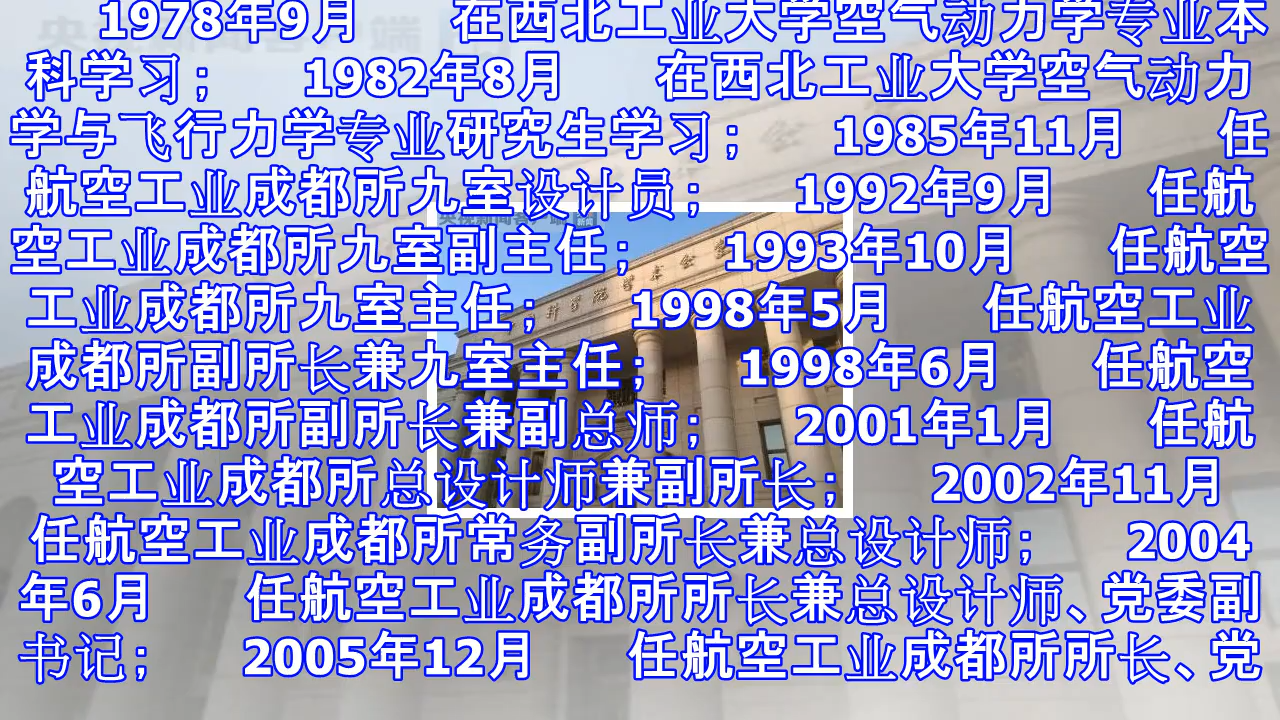 1978年9月 在西北工业大学空气动力学专业本
科学习； 1982年8月 在西北工业大学空气动力
学与飞行力学专业研究生学习； 1985年11月 任
航空工业成都所九室设计员； 1992年9月 任航
空工业成都所九室副主任； 1993年10月 任航空
工业成都所九室主任； 1998年5月 任航空工业
成都所副所长兼九室主任； 1998年6月 任航空
工业成都所副所长兼副总师； 2001年1月 任航
空工业成都所总设计师兼副所长； 2002年11月
任航空工业成都所常务副所长兼总设计师； 2004
年6月 任航空工业成都所所长兼总设计师、党委副
书记； 2005年12月 任航空工业成都所所长、党